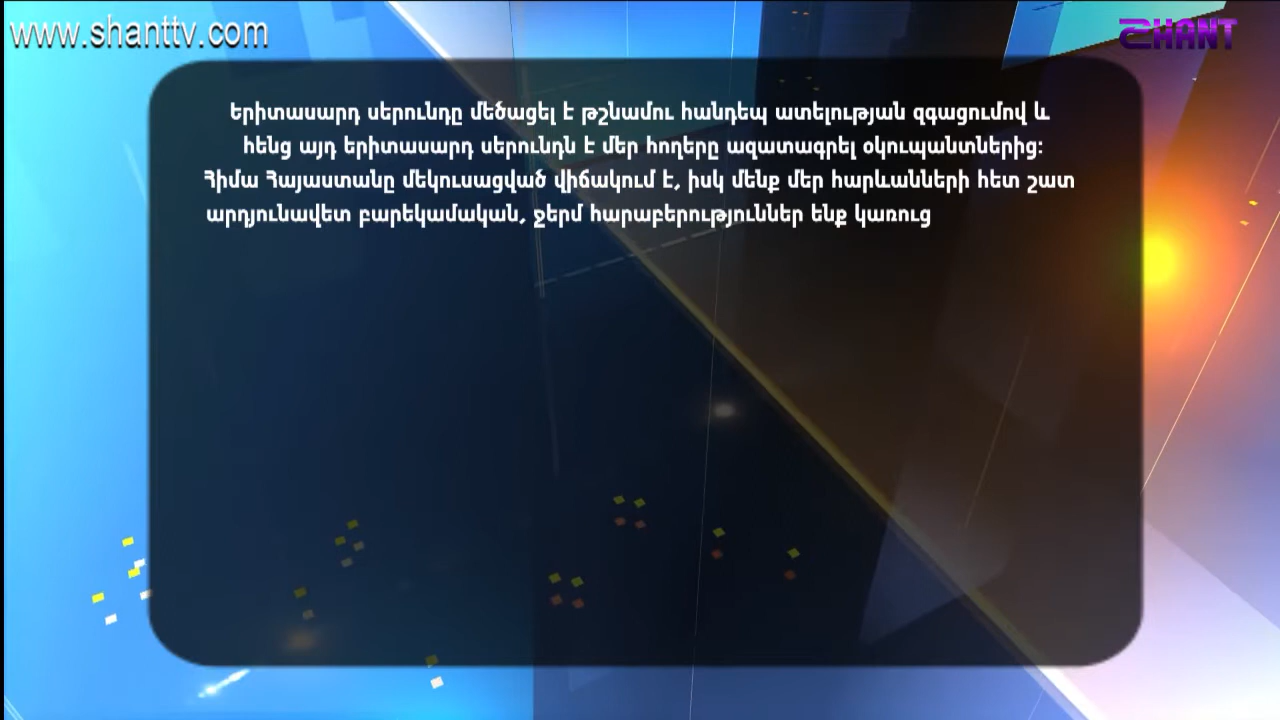 www.shanttv.com
SHANT
Երիտասարդ սերունդը մեծացել է թշնամու հանդեպ ատելության զգացումով և
հենց այդ երիտասարդ սերունդն է մեր հողերը ազատագրել օկուպանտներից:
Հիմա Հայաստանը մեկուսացված վիճակում է, իսկ մենք մեր հարևանների հետ շատ
արդյունավետ բարեկամական, ջերմ հարաբերություններ ենք կառուց